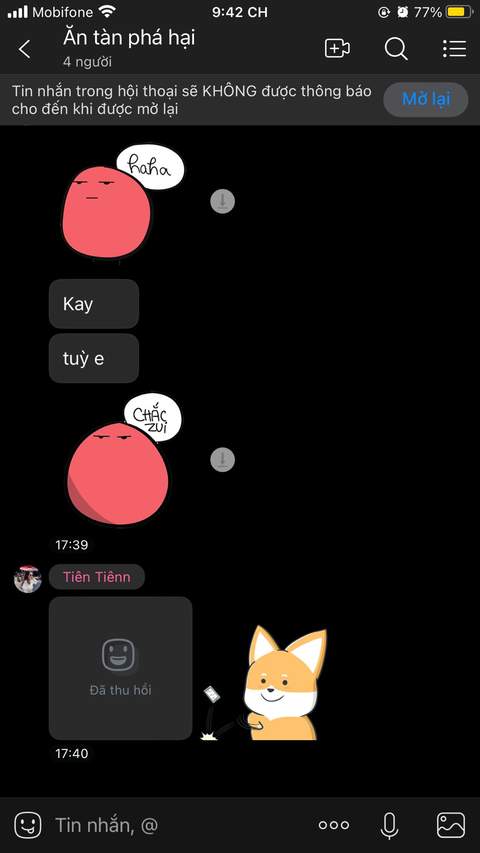 Mobifone
9:42 CH
77%
Ăn tàn phá hại
4 người
Tin nhắn trong hội thoại sẽ KHÔNG được thông báo
cho đến khi được mở lại
Mở lại
haha
Kay
tuỳ e
CHẮC
ZUI
17:39
Tiên Tiênn
Đã thu hồi
17:40
Tin nhắn, @